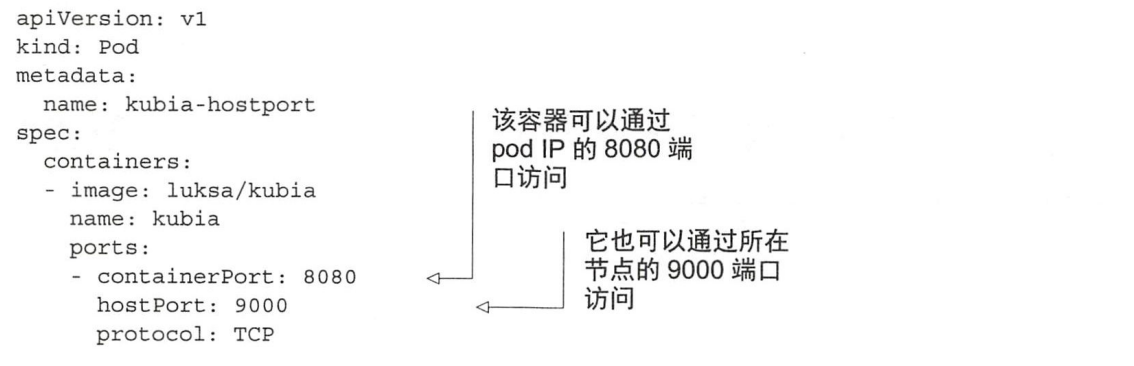 apiVersion: v1
kind: Pod
metadata:
  name: kubia-hostport
spec:
  containers:
  - image: luksa/kubia
    name: kubia
    ports:
    - containerPort: 8080
      hostPort: 9000
      protocol: TCP
该容器可以通过
pod IP 的 8080 端
口访问
它也可以通过所在
节点的 9000 端口
访问